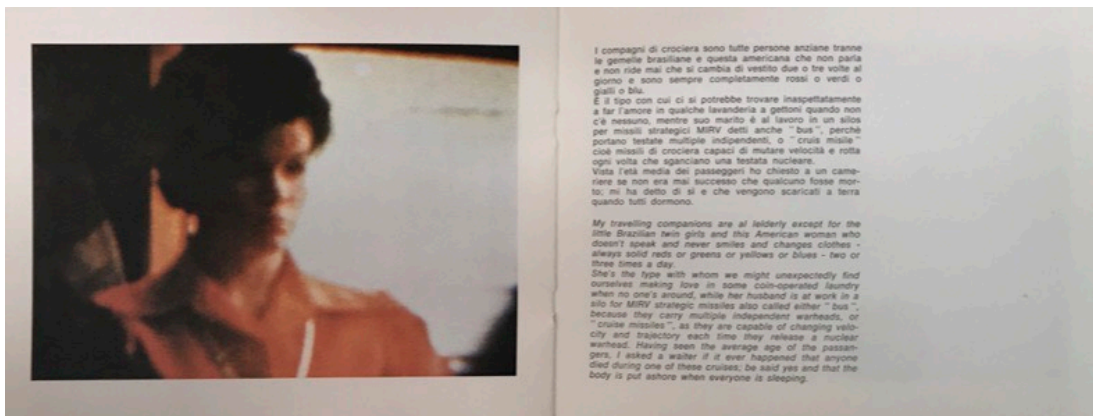 I compagni di crociera sono tutte persone anziane tranne
le gemelle brasiliane e questa americana che non parla
e non ride mai che si cambia di vestito due o tre volte al
giorno e sono sempre completamente rossi o verdi o
gialli o blu.
È il tipo con cui ci si potrebbe trovare inaspettatamente
a far l'amore in qualche lavanderia a gettoni quando non
c'è nessuno, mentre suo marito è al lavoro in un silos
per missili strategici MIRV detti anche "bus", perchè
portano testate multiple indipendenti, o "cruis misile"
cioè missili di crociera capaci di mutare velocità e rotta
ogni volta che sganciano una testata nucleare.
Vista l'età media dei passeggeri ho chiesto a un came-
riere se non era mai successo che qualcuno fosse mor-
to; mi ha detto di sì e che vengono scaricati a terra
quando tutti dormono.
My travelling companions are al lelderly except for the
little Brazilian twin girls and this American woman who
doesn't speak and never smiles and changes clothes -
always solid reds or greens or yellows or blues - two or
three times a day.
She's the type with whom we might unexpectedly find
ourselves making love in some coin-operated laundry
when no one's around, while her husband is at work in a
silo for MIRV strategic missiles also called either "bus",
because they carry multiple independent warheads, or
"cruise missiles", as they are capable of changing velo-
city and trajectory each time they release a nuclear
warhead. Having seen the average age of the passan-
gers, I asked a waiter if it ever happened that anyone
died during one of these cruises; be said yes and that the
body is put ashore when everyone is sleeping.